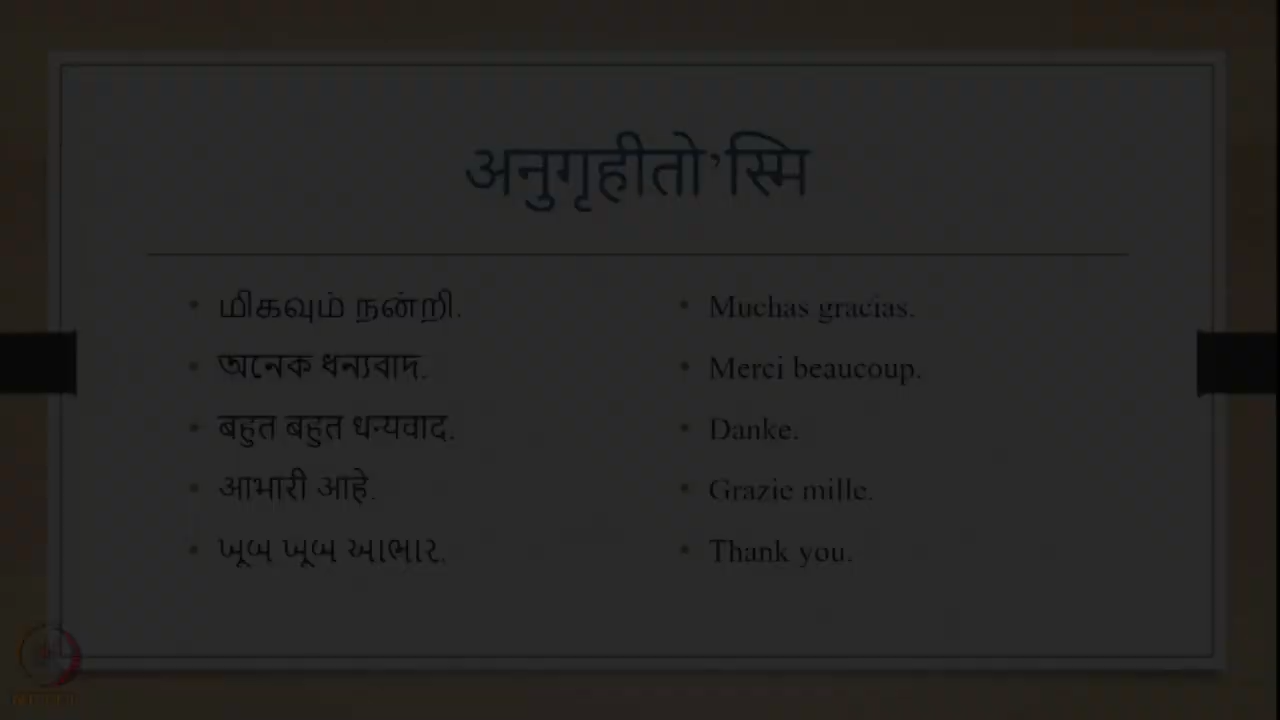 अनुगृहीतो’स्मि
மிகவும் நன்றி.
অনেক ধন্যবাদ.
बहुत बहुत धन्यवाद.
आभारी आहे.
ખૂબ ખૂબ આભાર.
Muchas gracias.
Merci beaucoup.
Danke.
Grazie mille.
Thank you.